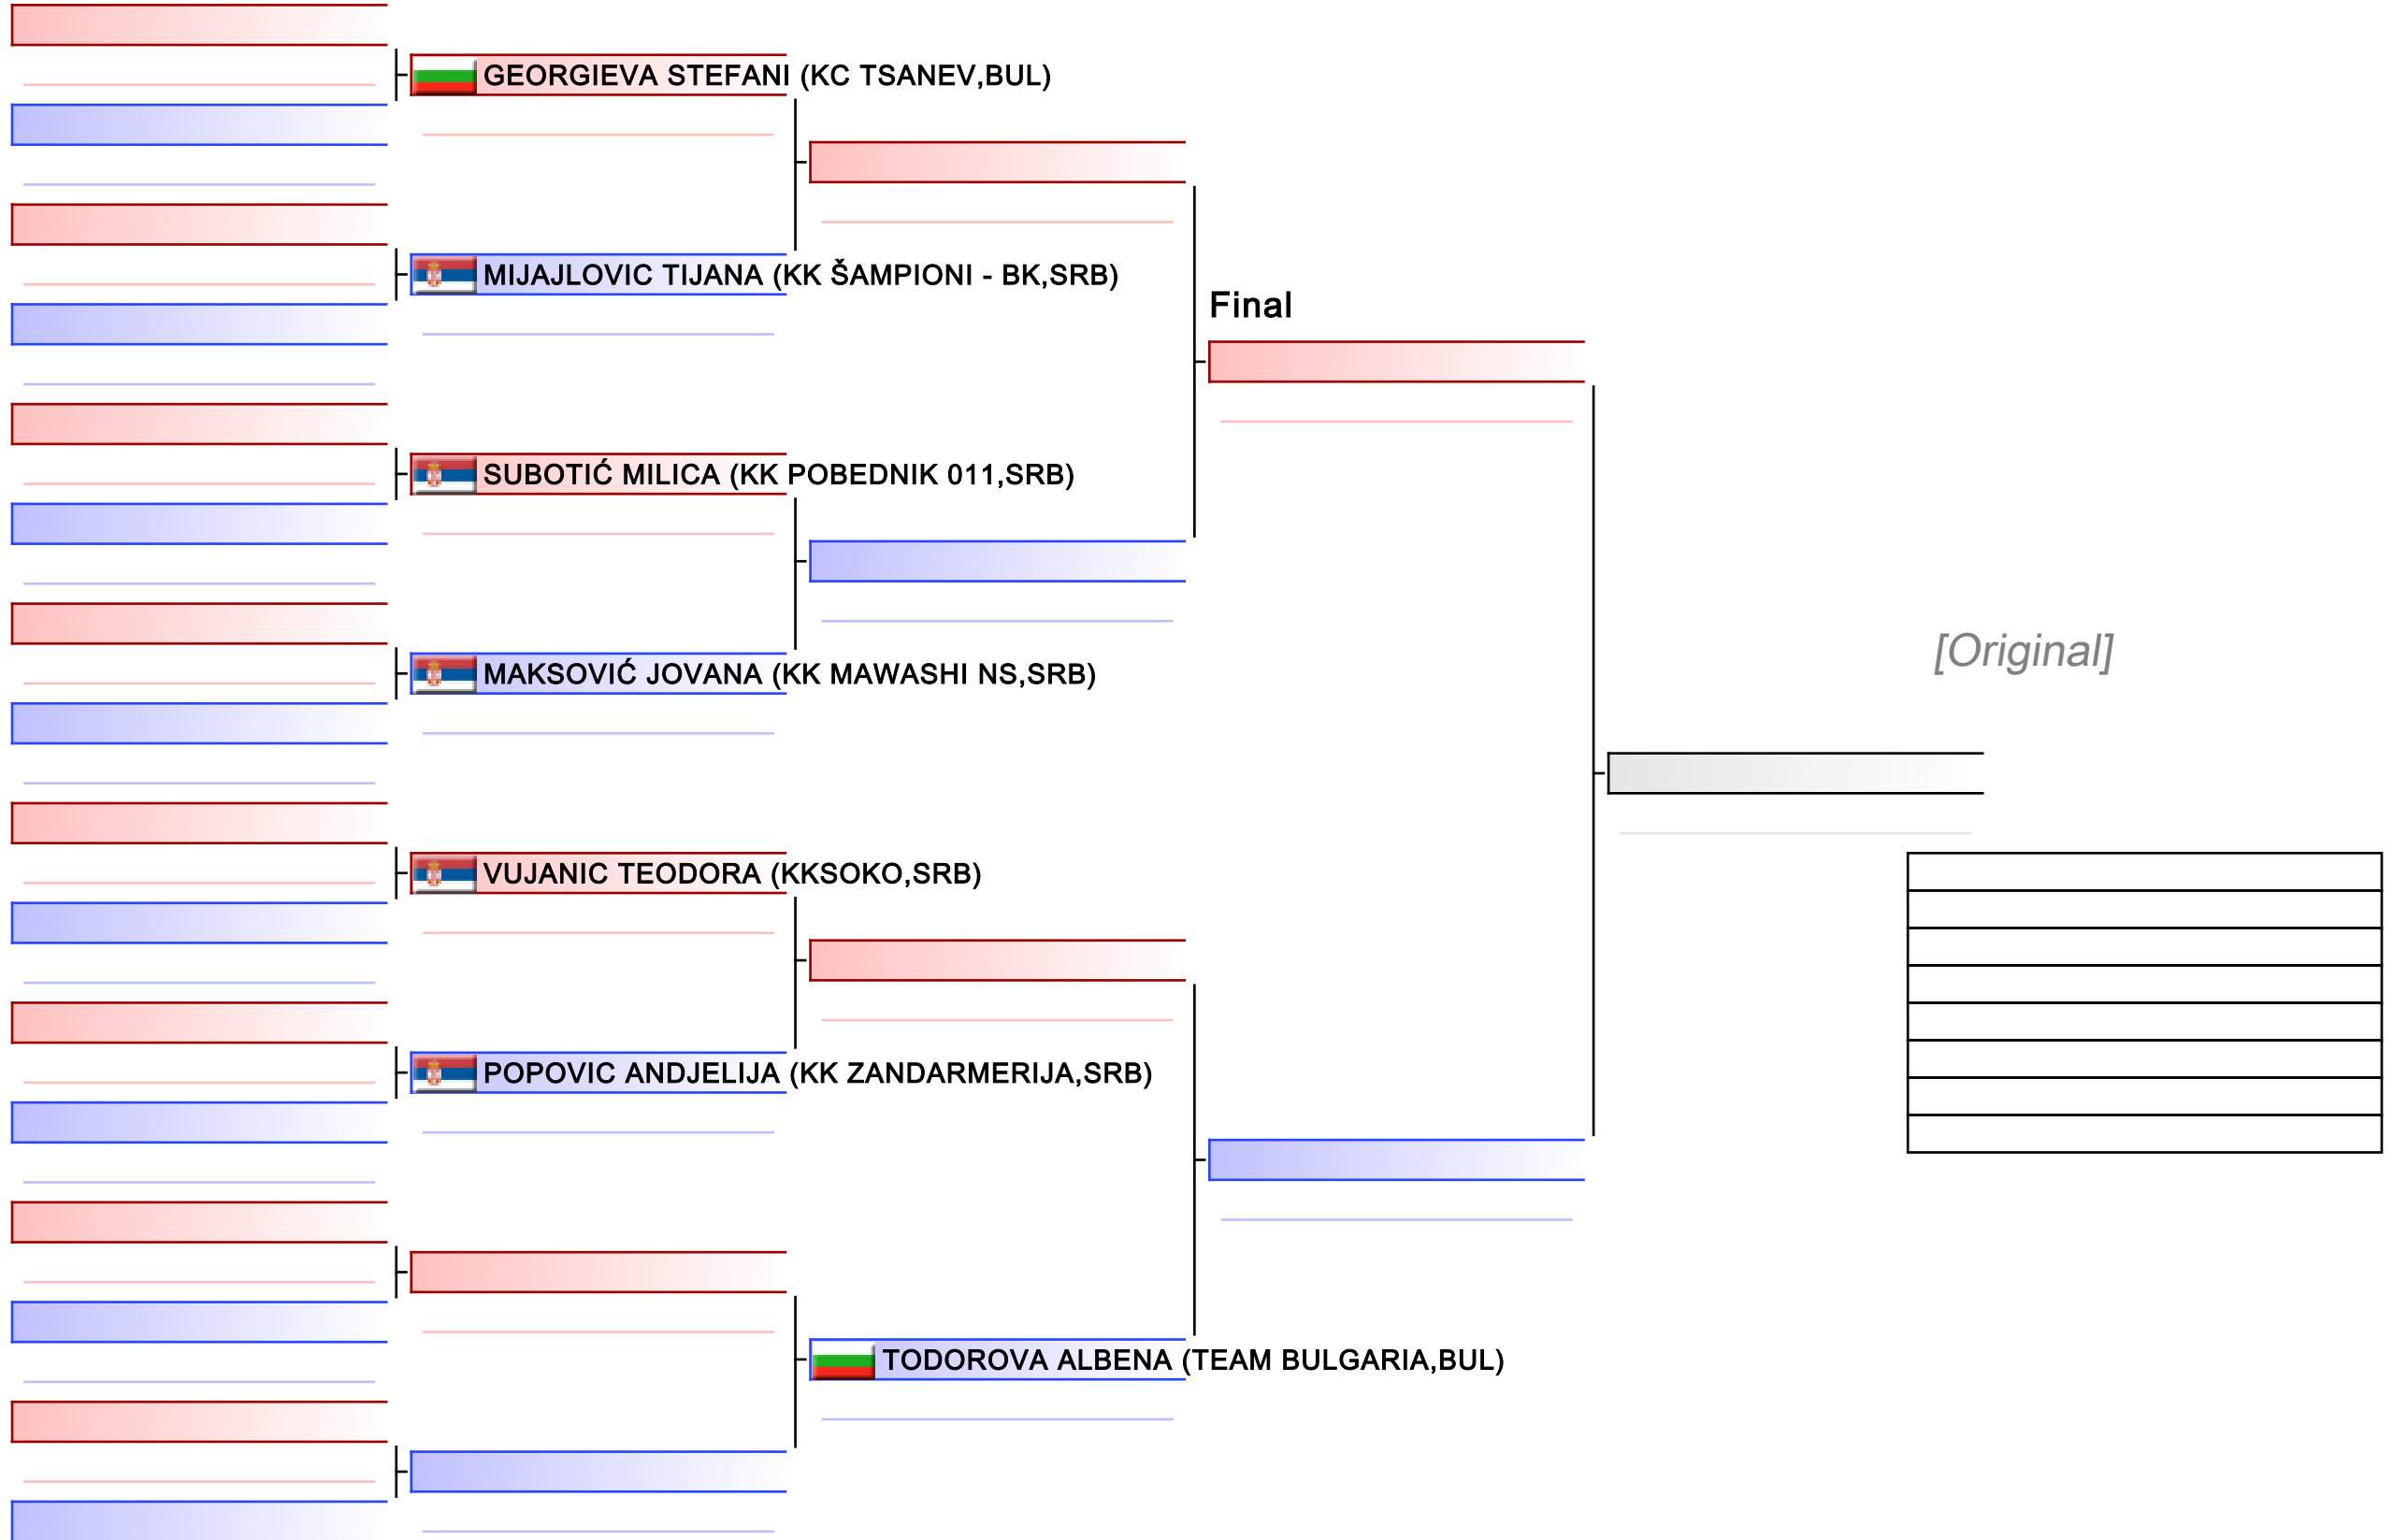 GEORGIEVA STEFANI (KC TSANEV,BUL)
MIJAJLOVIC TIJANA (KK ŠAMPIONI - BK,SRB)
Final
SUBOTIĆ MILICA (KK POBEDNIK 011,SRB)
[Original]
MAKSOVIĆ JOVANA (KK MAWASHI NS,SRB)
VUJANIC TEODORA (KKSOKO,SRB)
POPOVIC ANDJELIJA (KK ZANDARMERIJA,SRB)
TODOROVA ALBENA (TEAM BULGARIA,BUL)